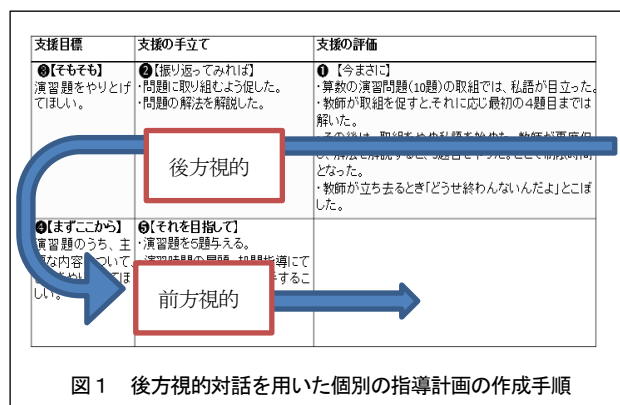 支援目標 支援の手立て 支援の評価
❸【そもそも】
演習題をやりとげ
てほしい。
❷【振り返ってみれば】
・問題に取り組むよう促した。
・問題の解法を解説した。
❶【今まさに】
・算数の演習問題(10題)の取組では、私語が目立った。
・教師が取組を促すと、それに応じ最初の4題目までは
解いた。
となった。
・教師が立ち去るとき「どうせ終わんないんだよ」とこぼ
した。
後方視的
❹【まずここから】
演習題のうち、主
な内容 ついて
しい。
❺【それを目指して】
・演習題を5題与える。
前方視的
図1 後方視的対話を用いた個別の指導計画の作成手順